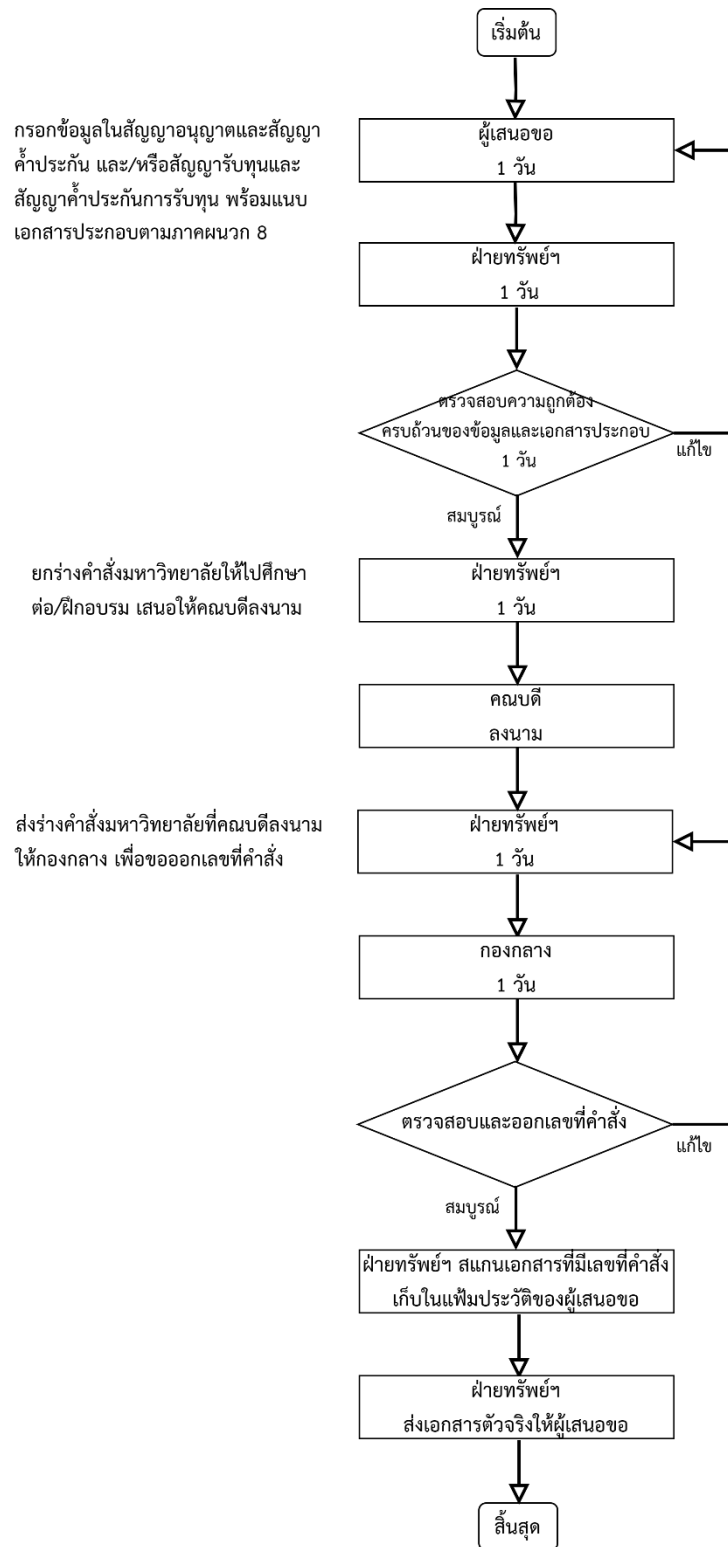 เริ่มต้น
กรอกข้อมูลในสัญญาอนุญาตและสัญญา
ค้ำประกัน และ/หรือสัญญารับทุนและ
สัญญาค้ำประกันการรับทุน พร้อมแนบ
เอกสารประกอบตามภาคผนวก 8
ผู้เสนอขอ
1 วัน
ฝ่ายทรัพย์ฯ
1 วัน
ตรวจสอบความถูกต้อง
ครบถ้วนของข้อมูลและเอกสารประกอบ
1 วัน
แก้ไข
สมบูรณ์
ยกร่างคำสั่งมหาวิทยาลัยให้ไปศึกษา
ต่อ/ฝึกอบรม เสนอให้คณบดีลงนาม
ฝ่ายทรัพย์ฯ
1 วัน
คณบดี
ลงนาม
ส่งร่างคำสั่งมหาวิทยาลัยที่คณบดีลงนาม
ให้กองกลาง เพื่อขอออกเลขที่คำสั่ง
ฝ่ายทรัพย์ฯ
1 วัน
กองกลาง
1 วัน
ตรวจสอบและออกเลขที่คำสั่ง
แก้ไข
สมบูรณ์
ฝ่ายทรัพย์ฯ สแกนเอกสารที่มีเลขที่คำสั่ง
เก็บในแฟ้มประวัติของผู้เสนอขอ
ฝ่ายทรัพย์ฯ
ส่งเอกสารตัวจริงให้ผู้เสนอขอ
สิ้นสุด